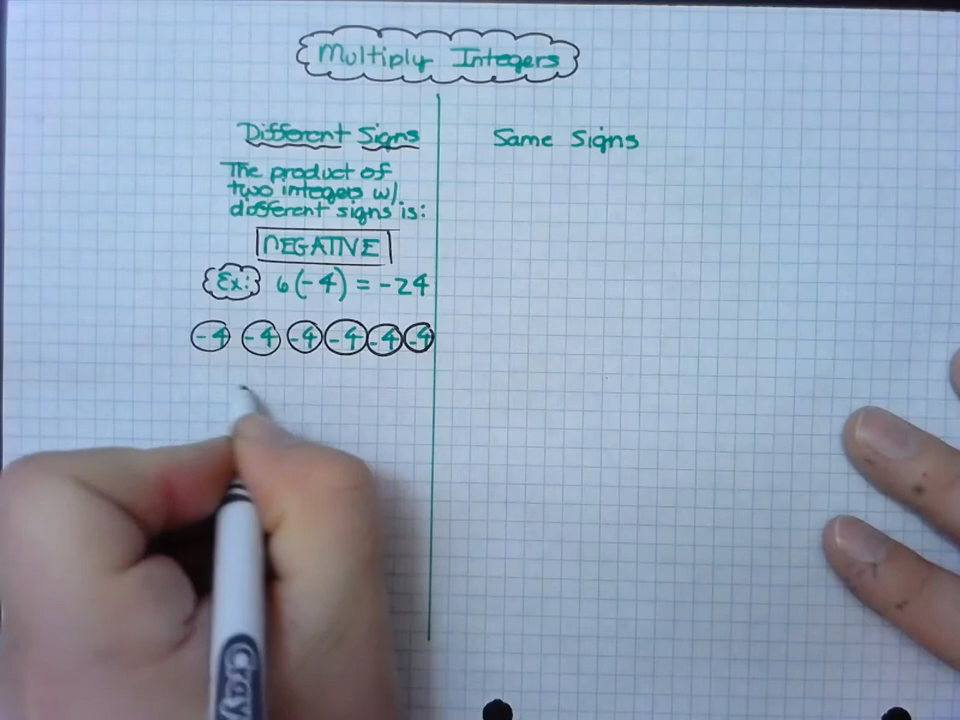 Multiply Integers
Different Signs
The product of
two integers w/
different signs is:
NEGATIVE
Ex: 6(-4) = -24
-4 -4 -4 -4 -4 -4
Same Signs
Cray